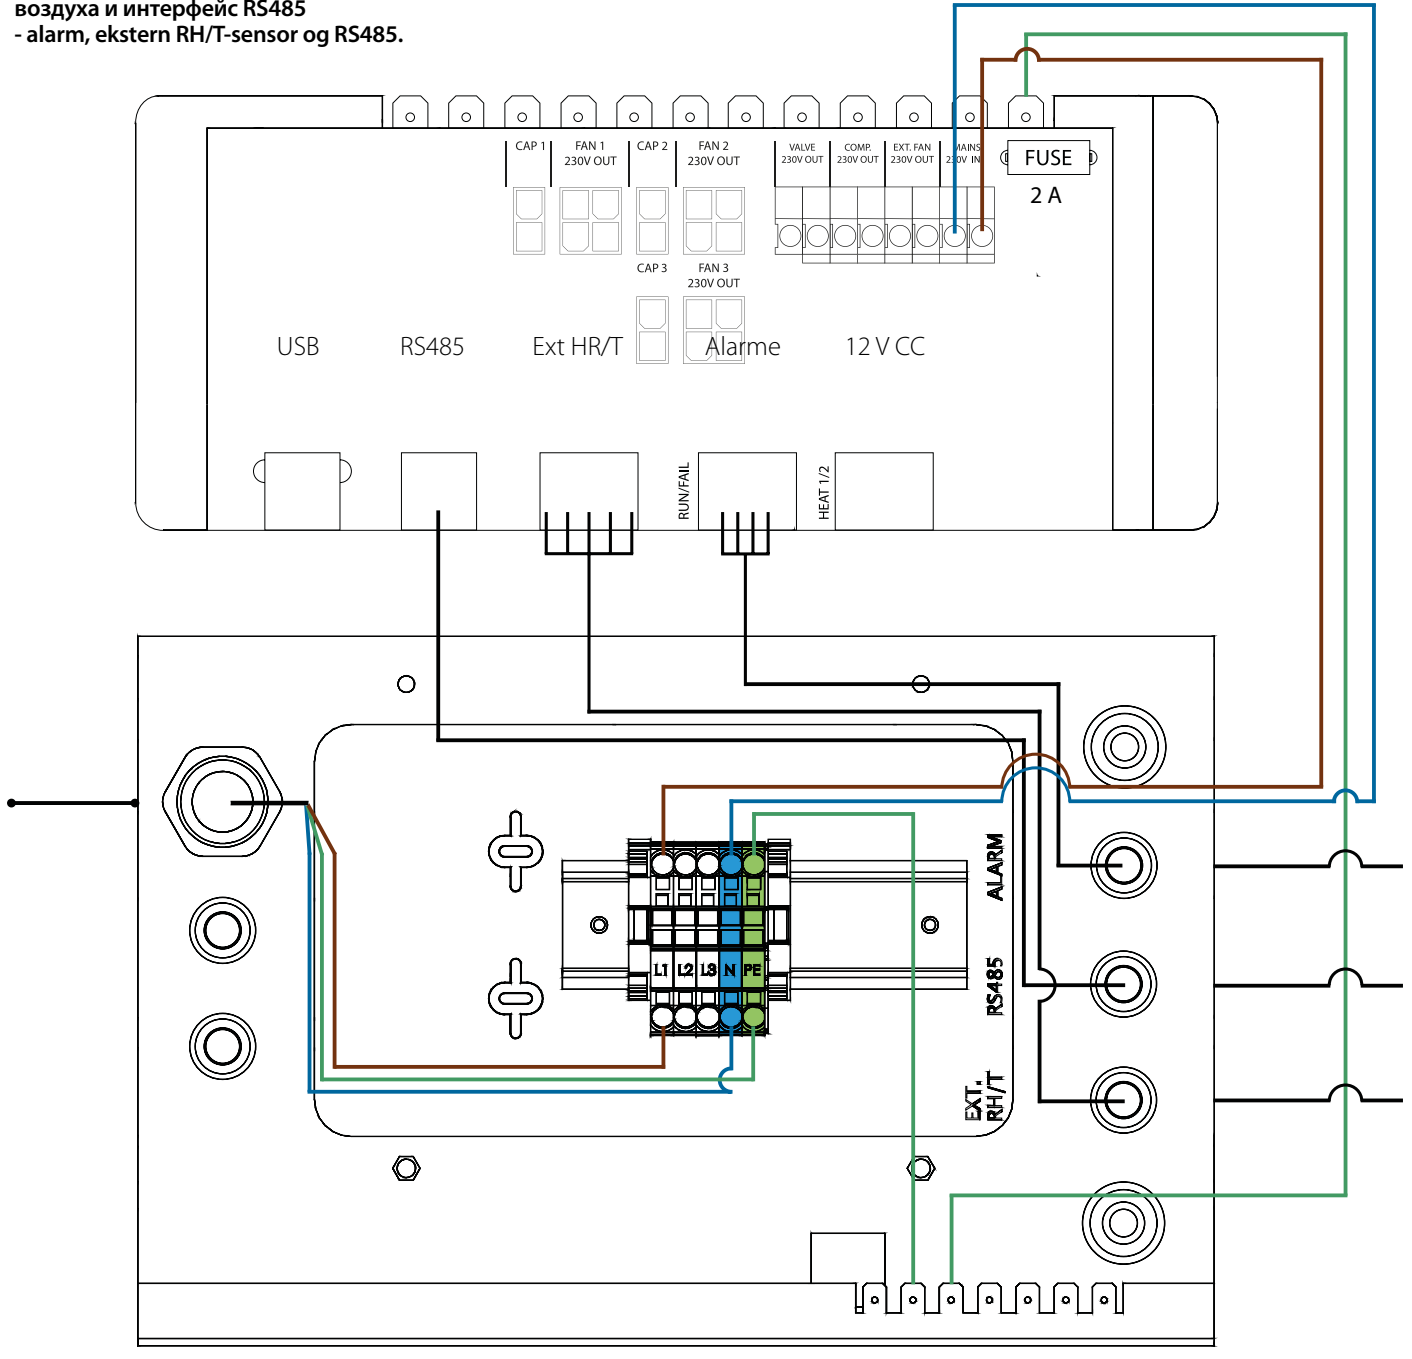 воздуха и интерфейс RS485
- alarm, ekstern RH/T-sensor og RS485.
CAP 1
FAN 1
230V OUT
CAP 2
FAN 2
230V OUT
VALVE
230V OUT
COMP.
230V OUT
EXT. FAN
230V OUT
MAINS
230V IN
FUSE
2 A
CAP 3
FAN 3
230V OUT
USB
RS485
Ext HR/T
Alarme
12 V CC
RUN/FAIL
HEAT 1/2
ALARM
L1 L2 L3 N PE
RS485
EXT.
RH/T